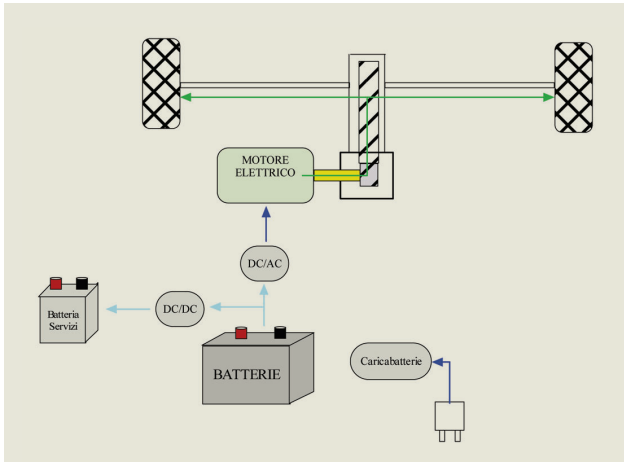 MOTORE
ELETTRICO
DC/AC
DC/DC
Batteria
Servizi
BATTERIE
Caricabatterie